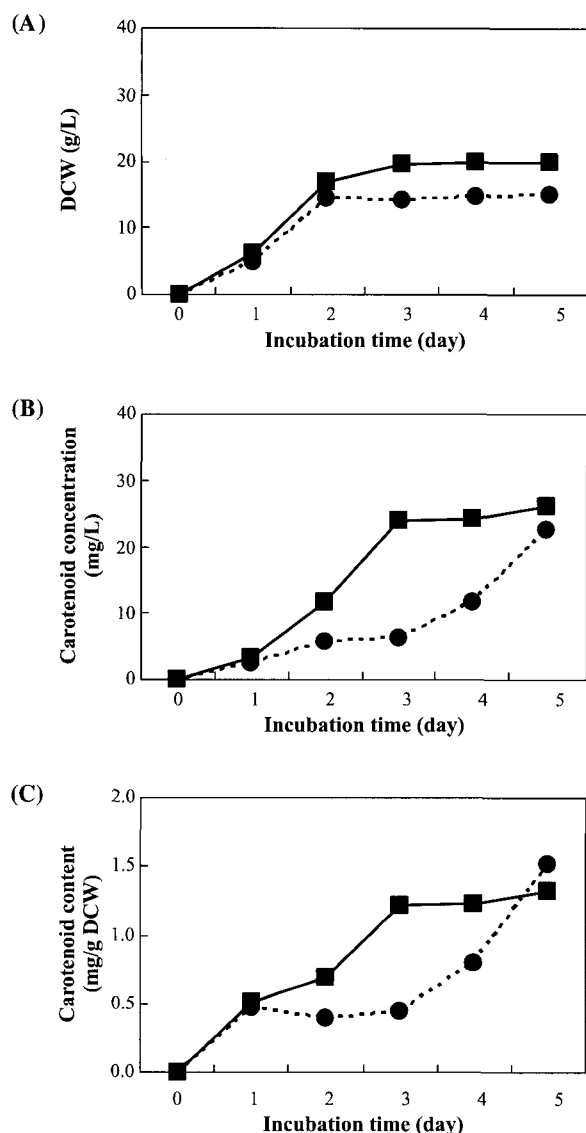 (A)
40
30
20
10
0
DCW (g/L)
0 1 2 3 4 5
Incubation time (day)
(B)
40
20
10
0
Carotenoid concentration
(mg/L)
0 1 2 3 4 5
Incubation time (day)
(C)
2.0
1.5
1.0
0.5
0.0
Carotenoid content
(mg/g DCW)
0 1 2 3 4 5
Incubation time (day)